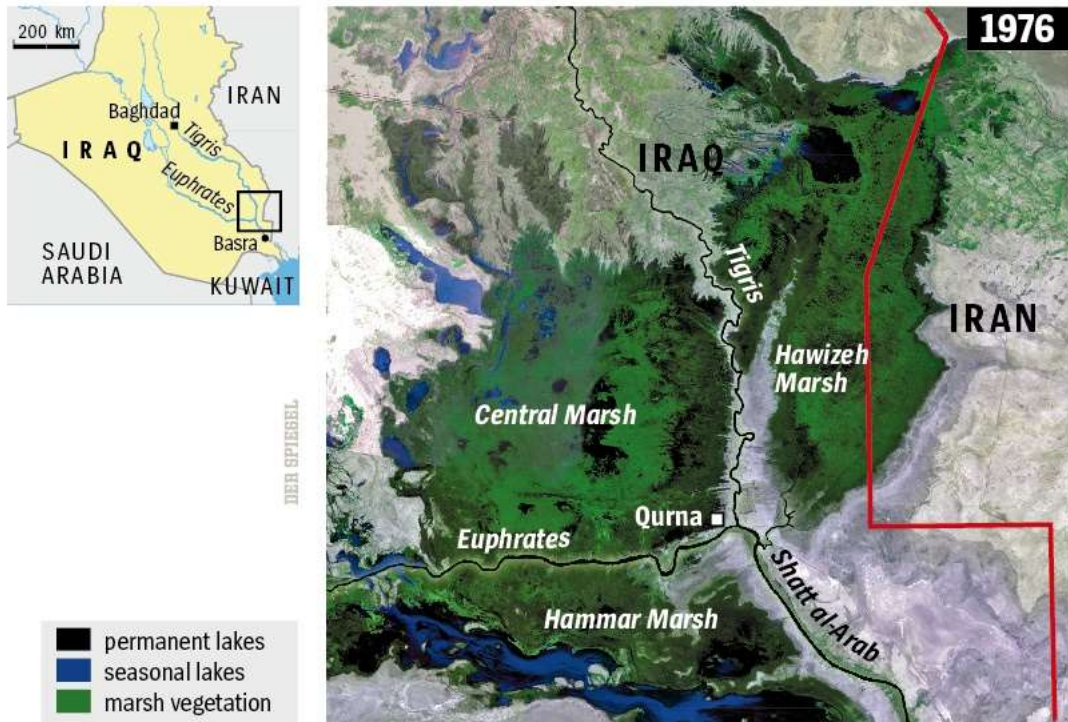 200 km
IRAN
Baghdad
Tigris
IRAQ
Euphrates
Basra
SAUDI
ARABIA
KUWAIT
DER SPIEGEL
permanent lakes
seasonal lakes
marsh vegetation
1976
IRAQ
Tigris
IRAN
Hawizeh
Marsh
Central Marsh
Qurna
Euphrates
Shatt al-Arab
Hammar Marsh